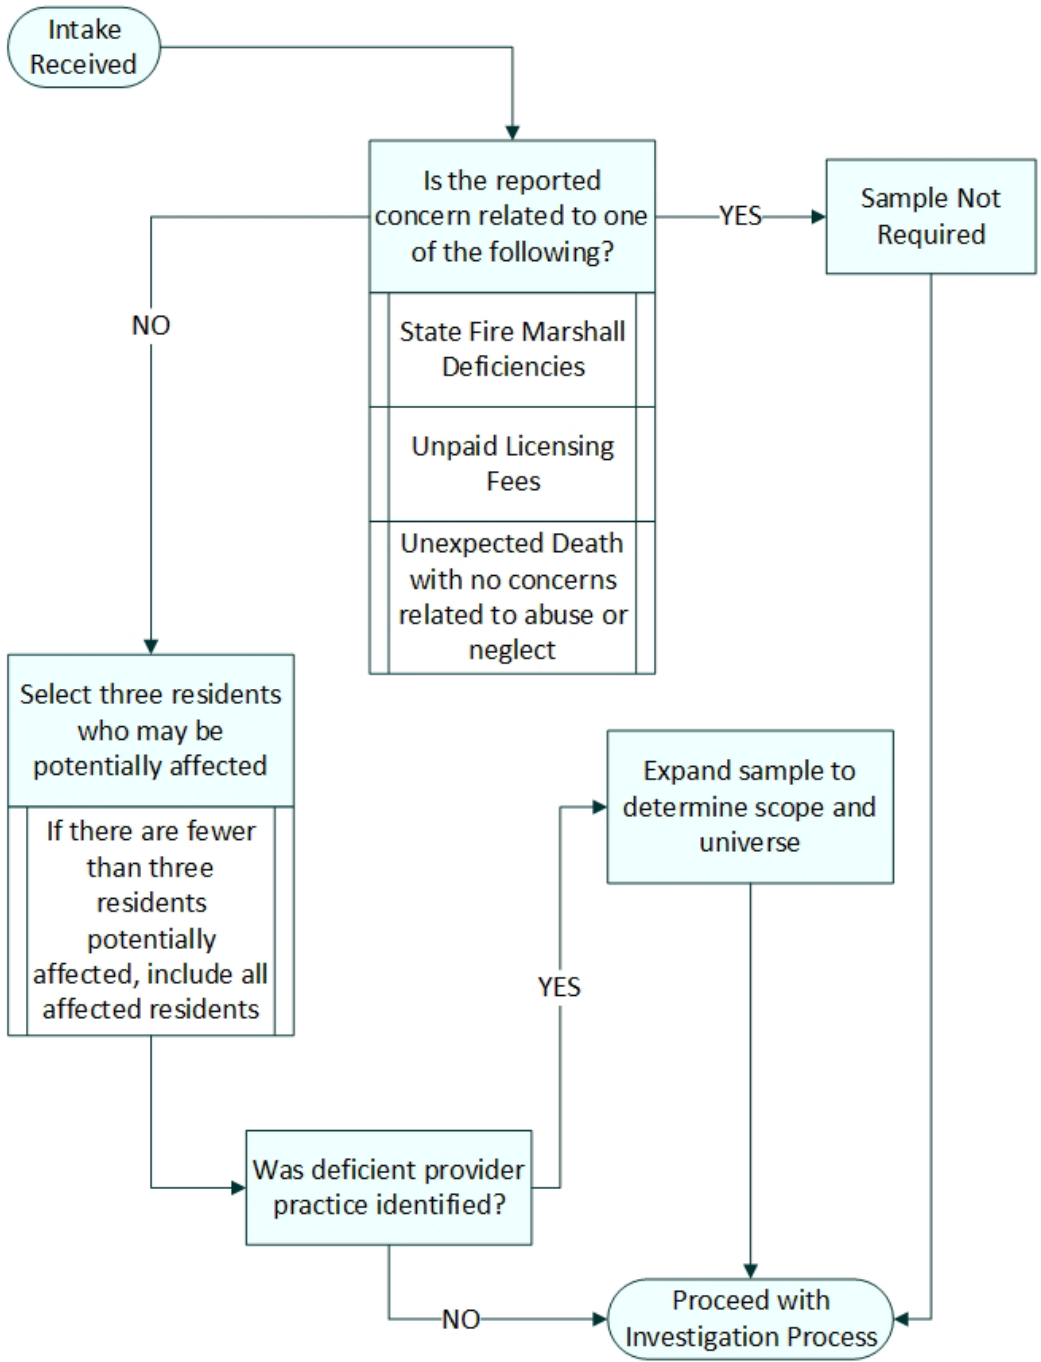 Intake
Received
Is the reported
concern related to one
of the following?
YES
Sample Not
Required
NO
State Fire Marshall
Deficiencies
Unpaid Licensing
Fees
Unexpected Death
with no concerns
related to abuse or
neglect
Select three residents
who may be
potentially affected
If there are fewer
than three
residents
potentially
affected, include all
affected residents
Expand sample to
determine scope and
universe
YES
Was deficient provider
practice identified?
NO
Proceed with
Investigation Process